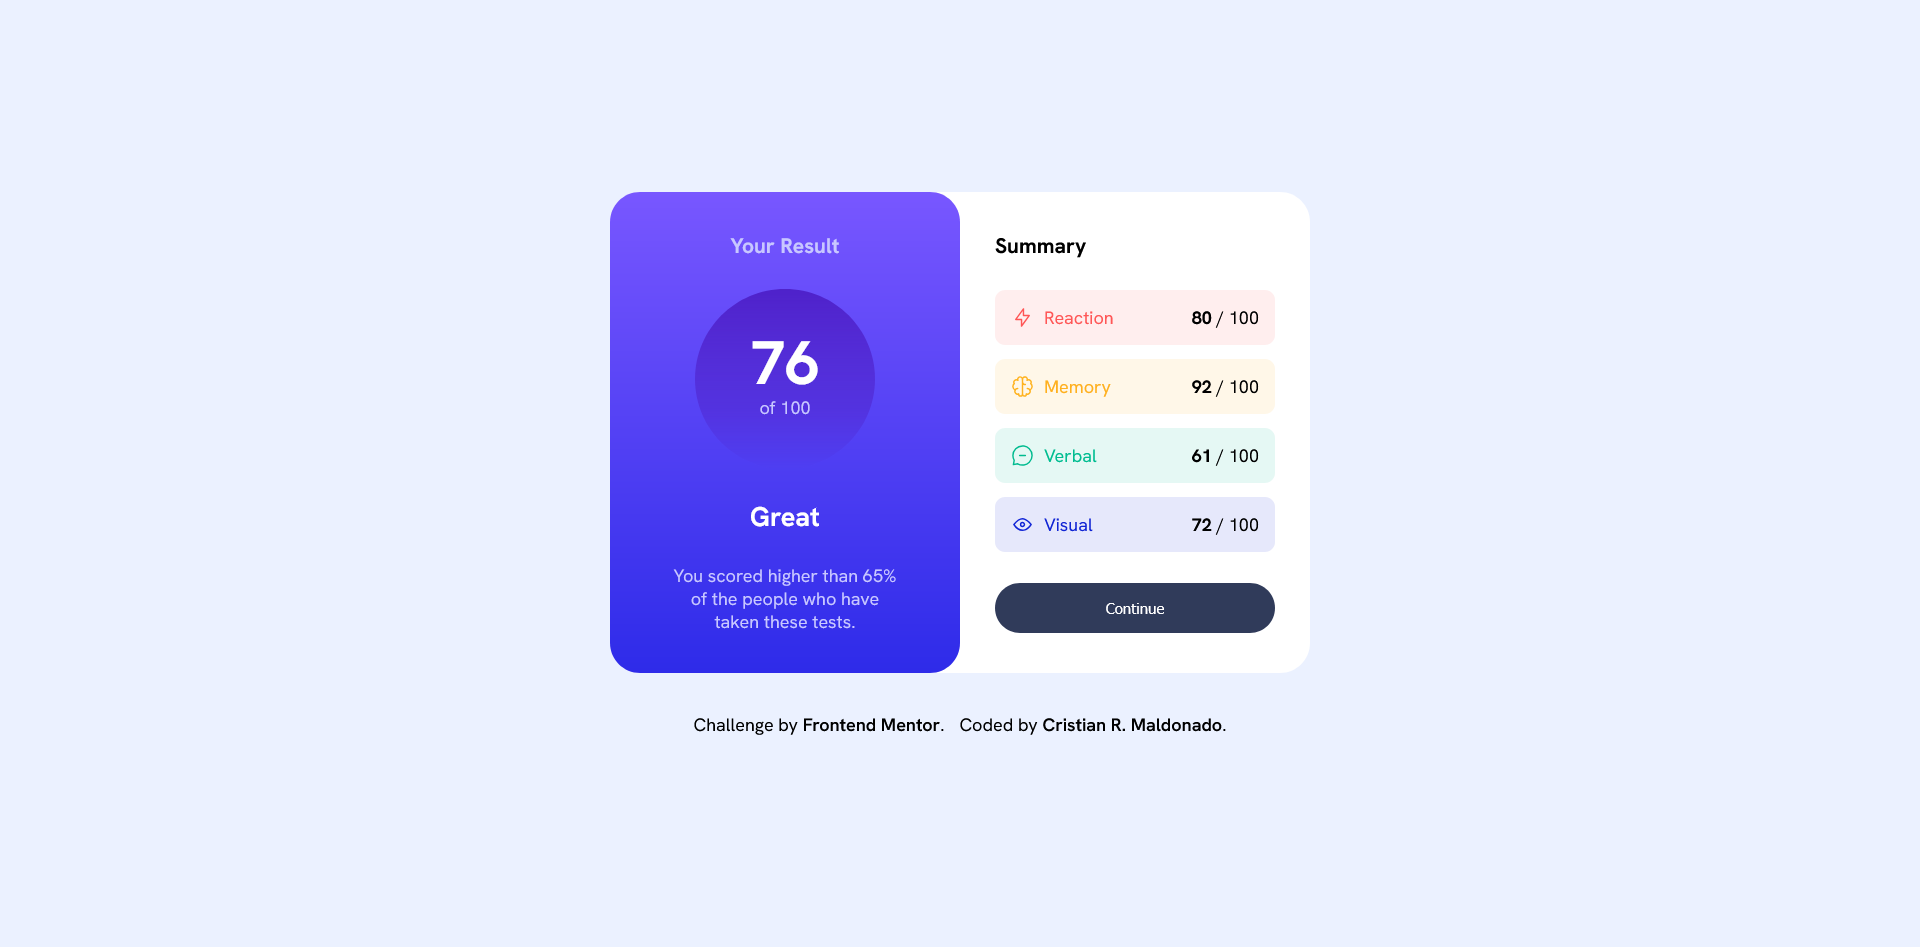 Your Result
76
of 100
Great
You scored higher than 65%
of the people who have
taken these tests.
Summary
Reaction 80 / 100
Memory 92 / 100
Verbal 61 / 100
Visual 72 / 100
Continue
Challenge by Frontend Mentor. Coded by Cristian R. Maldonado.